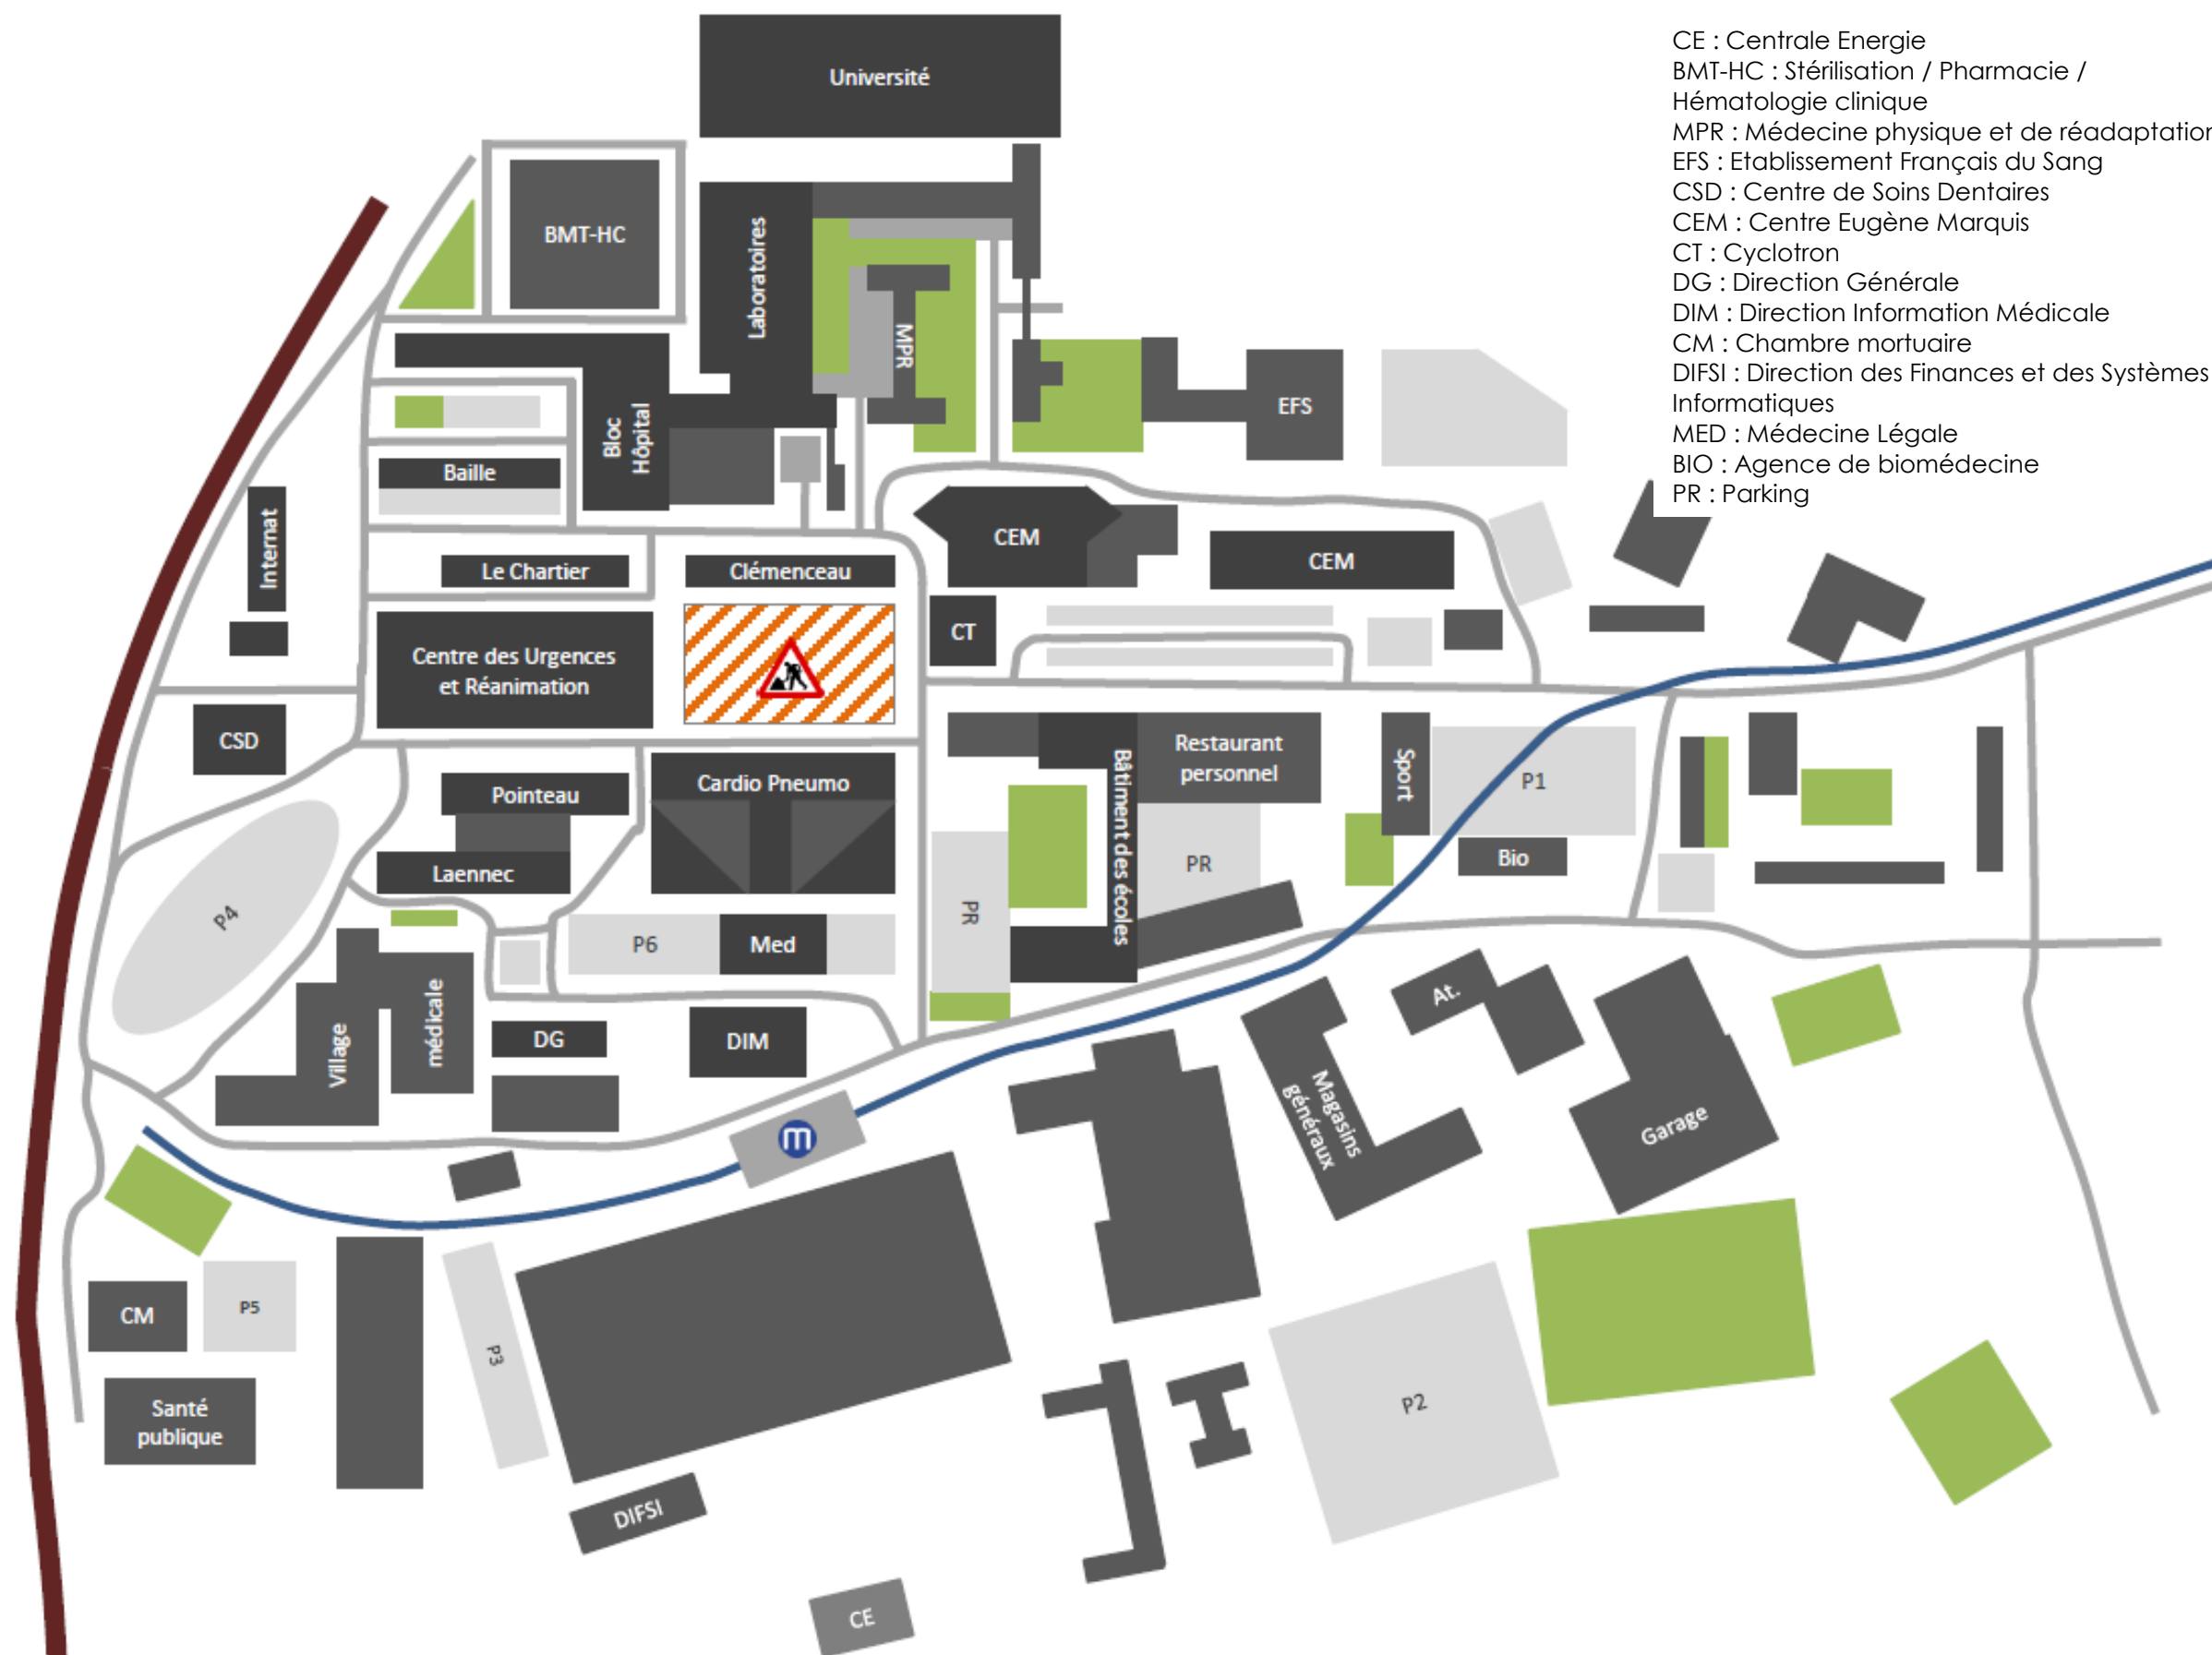 Université
CE : Centrale Energie
BMT-HC : Stérilisation / Pharmacie /
Hématologie clinique
MPR : Médecine physique et de réadaptation
EFS : Etablissement Français du Sang
CSD : Centre de Soins Dentaires
CEM : Centre Eugène Marquis
CT : Cyclotron
DG : Direction Générale
DIM : Direction Information Médicale
CM : Chambre mortuaire
DIFSI : Direction des Finances et des Systèmes
Informatiques
MED : Médecine Légale
BIO : Agence de biomédecine
PR : Parking
BMT-HC
Laboratoires
MPR
EFS
Bloc
Hôpital
Baille
Internat
CEM
CEM
Le Chartier
Clémenceau
CT
Centre des Urgences
et Réanimation
CSD
Pointeau
Cardio Pneumo
Bâtiment des écoles
Restaurant
personnel
Sport
P1
Laennec
PR
Bio
P4
PR
P6
Med
Village
médicale
DG
DIM
At.
Magasins
généraux
Garage
m
CM
P5
P3
P2
Santé
publique
DIFSI
CE